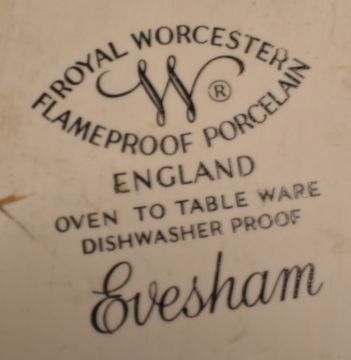 ROYAL WORCESTER
W ®
FLAMEPROOF PORCELAIN
ENGLAND
OVEN TO TABLE WARE
DISHWASHER PROOF
Evesham